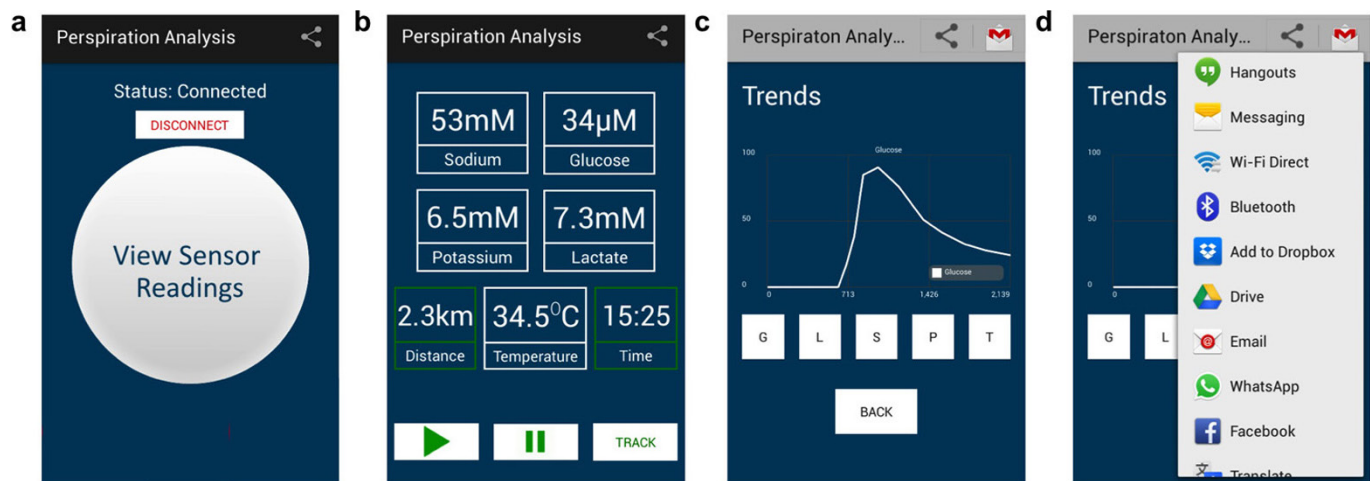 a
Perspiration Analysis
Status: Connected
DISCONNECT
View Sensor
Readings
b
Perspiration Analysis
53mM
Sodium
34µM
Glucose
6.5mM
Potassium
7.3mM
Lactate
2.3km
Distance
34.5⁰C
Temperature
15:25
Time
TRACK
c
Perspiraton Analy...
Trends
Glucose
100
50
0
Glucose
0 713 1,426 2,139
G L S P T
BACK
d
Perspiraton Analy...
Trends
100
50
0
0
G L
Hangouts
Messaging
Wi-Fi Direct
Bluetooth
Add to Dropbox
Drive
Email
WhatsApp
Facebook
Translate